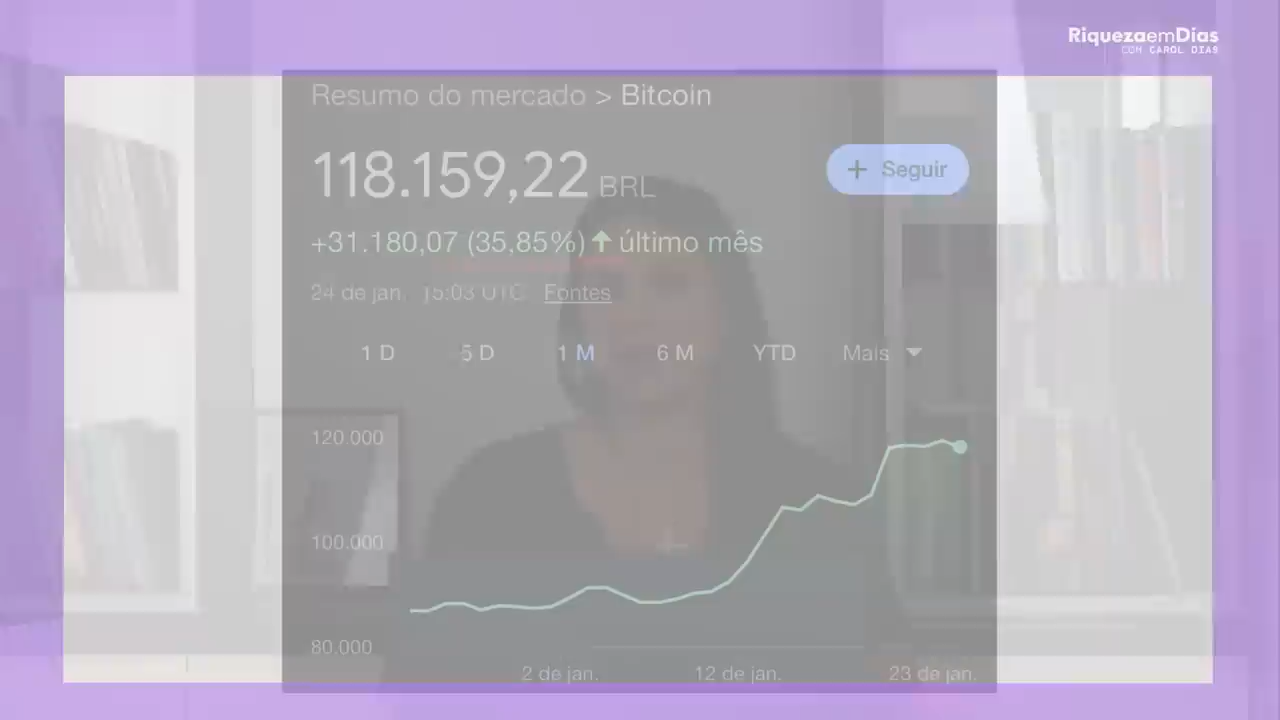 RiquezaemDias
COM CAROL DIAS
Resumo do mercado > Bitcoin
118.159,22 BRL
+ Seguir
+31.180,07 (35,85%) ↑ último mês
24 de jan. 15:03 UTC Fontes
1 D 5 D 1 M 6 M YTD Mais
120.000
100.000
80.000
2 de jan. 12 de jan. 23 de jan.